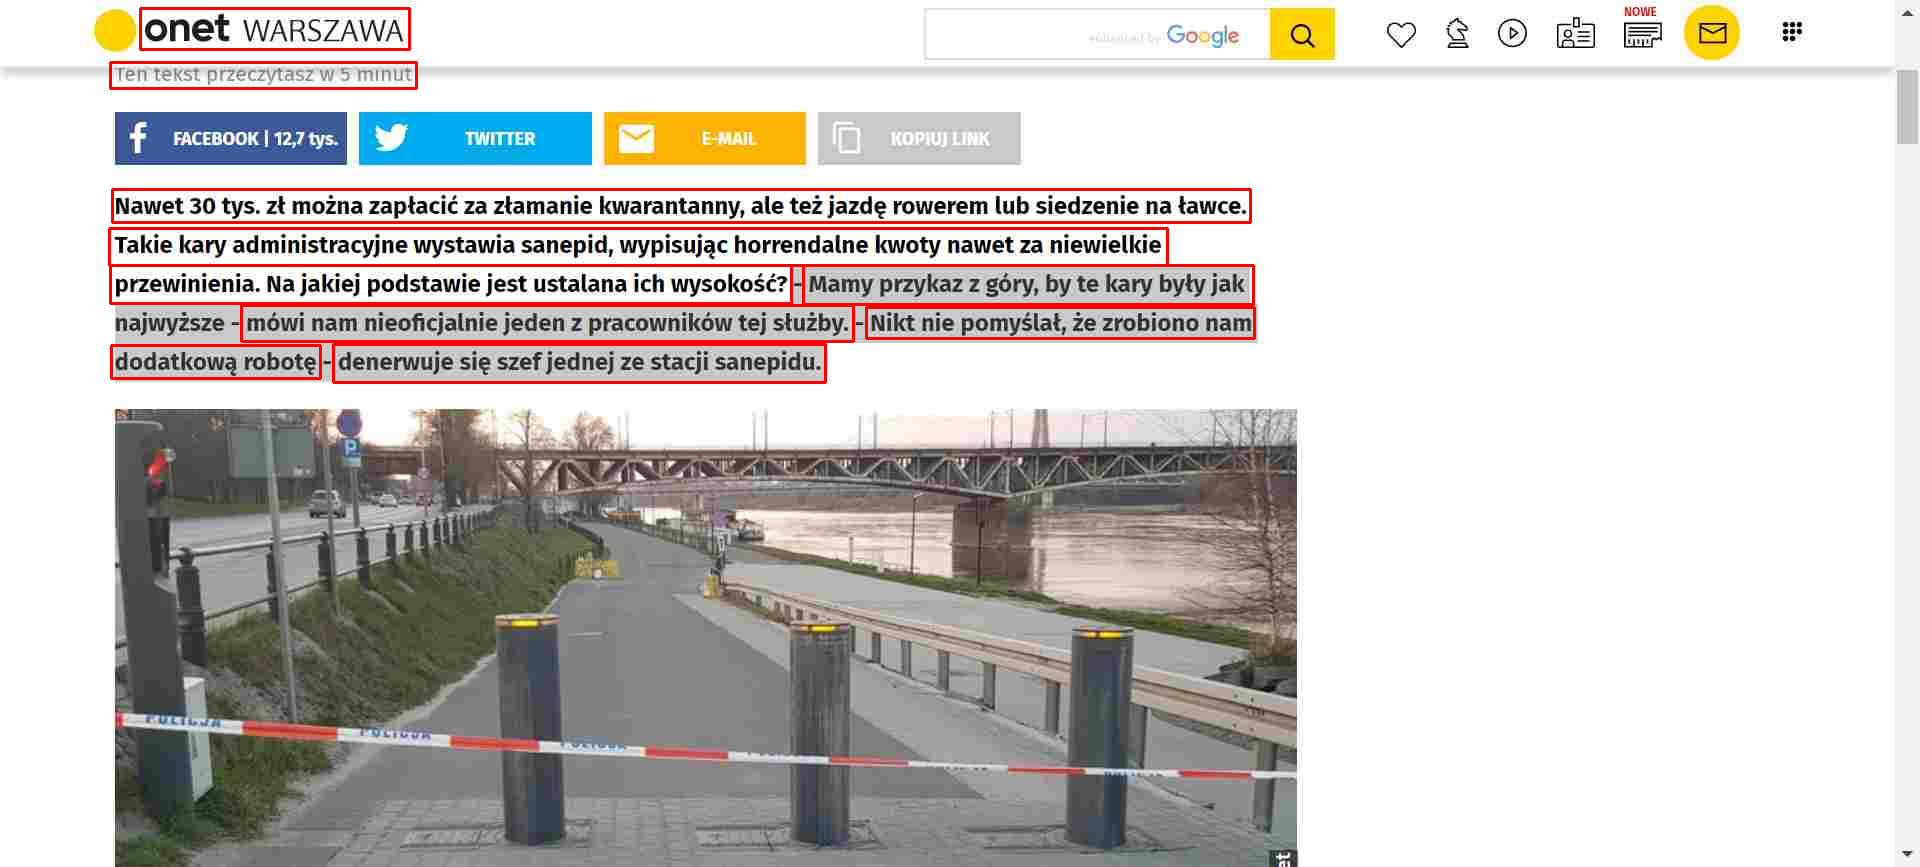 onet WARSZAWA
enhanced by Google
NOWE
Ten tekst przeczytasz w 5 minut
FACEBOOK | 12,7 tys.
TWITTER
E-MAIL
KOPIUJ LINK
Nawet 30 tys. zł można zapłacić za złamanie kwarantanny, ale też jazdę rowerem lub siedzenie na ławce.
Takie kary administracyjne wystawia sanepid, wypisując horrendalne kwoty nawet za niewielkie
przewinienia. Na jakiej podstawie jest ustalana ich wysokość? - Mamy przykaz z góry, by te kary były jak
najwyższe - mówi nam nieoficjalnie jeden z pracowników tej służby. - Nikt nie pomyślał, że zrobiono nam
dodatkową robotę - denerwuje się szef jednej ze stacji sanepidu.
P
POLICJA POLICJA POLICJA
et